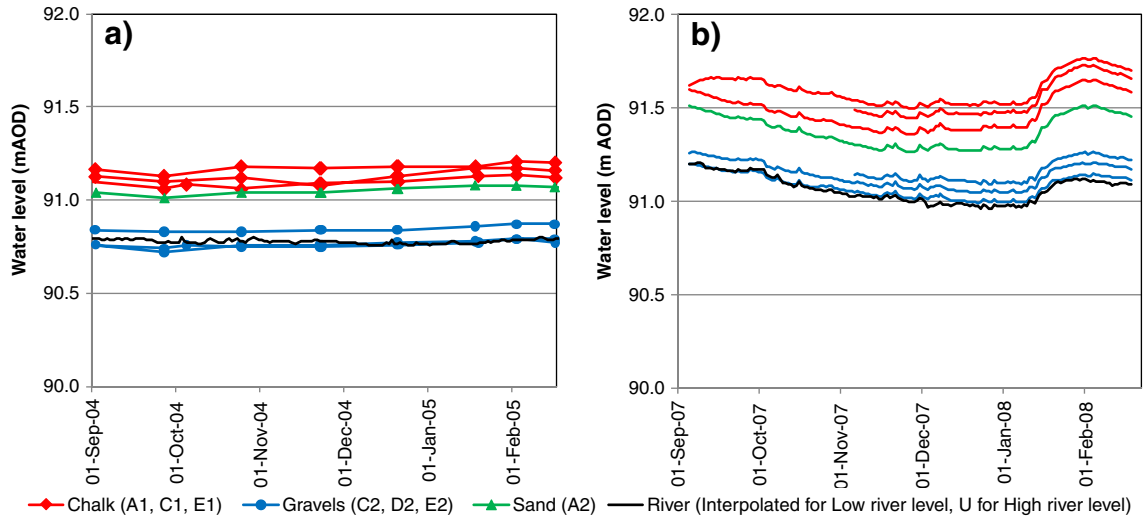 a)
Water level (mAOD)
92.0
91.5
91.0
90.5
90.0
01-Sep-04
01-Oct-04
01-Nov-04
01-Dec-04
01-Jan-05
01-Feb-05
b)
Water level (m AOD)
92.0
91.5
91.0
90.5
90.0
01-Sep-07
01-Oct-07
01-Nov-07
01-Dec-07
01-Jan-08
01-Feb-08
Chalk (A1, C1, E1) Gravels (C2, D2, E2) Sand (A2) River (Interpolated for Low river level, U for High river level)